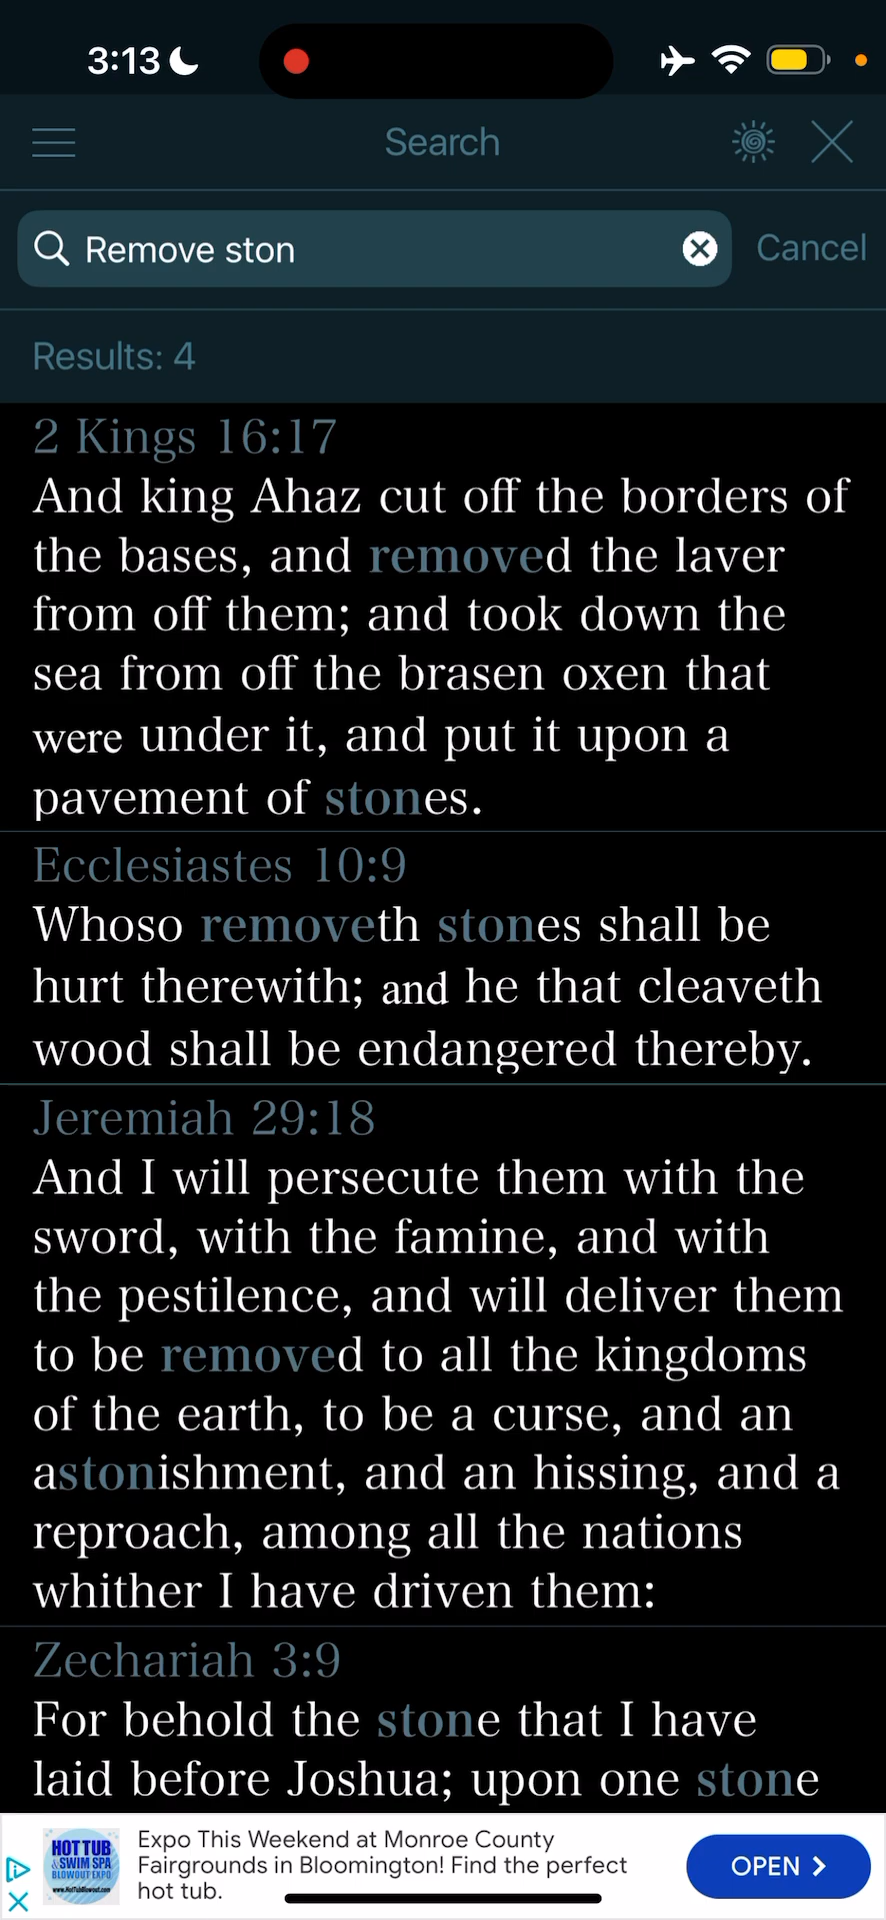 3:13
Search
Remove ston
Cancel
Results: 4
2 Kings 16:17
And king Ahaz cut off the borders of
the bases, and removed the laver
from off them; and took down the
sea from off the brasen oxen that
were under it, and put it upon a
pavement of stones.
Ecclesiastes 10:9
Whoso removeth stones shall be
hurt therewith; and he that cleaveth
wood shall be endangered thereby.
Jeremiah 29:18
And I will persecute them with the
sword, with the famine, and with
the pestilence, and will deliver them
to be removed to all the kingdoms
of the earth, to be a curse, and an
astonishment, and an hissing, and a
reproach, among all the nations
whither I have driven them:
Zechariah 3:9
For behold the stone that I have
laid before Joshua; upon one stone
HOT TUB
& SWIM SPA
BLOWOUT EXPO
www.HotTubBlowout.com
Expo This Weekend at Monroe County
Fairgrounds in Bloomington! Find the perfect
hot tub.
OPEN